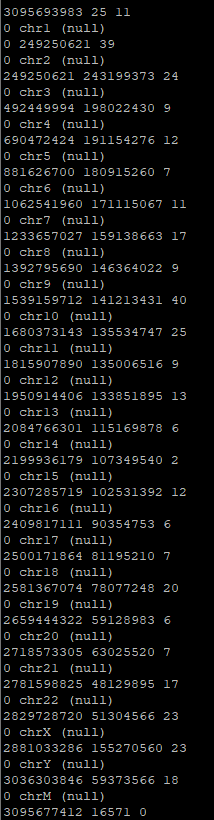 3095693983 25 11
0 chr1 (null)
0 249250621 39
0 chr2 (null)
249250621 243199373 24
0 chr3 (null)
492449994 198022430 9
0 chr4 (null)
690472424 191154276 12
0 chr5 (null)
881626700 180915260 7
0 chr6 (null)
1062541960 171115067 11
0 chr7 (null)
1233657027 159138663 17
0 chr8 (null)
1392795690 146364022 9
0 chr9 (null)
1539159712 141213431 40
0 chr10 (null)
1680373143 135534747 25
0 chr11 (null)
1815907890 135006516 9
0 chr12 (null)
1950914406 133851895 13
0 chr13 (null)
2084766301 115169878 6
0 chr14 (null)
2199936179 107349540 2
0 chr15 (null)
2307285719 102531392 12
0 chr16 (null)
2409817111 90354753 6
0 chr17 (null)
2500171864 81195210 7
0 chr18 (null)
2581367074 78077248 20
0 chr19 (null)
2659444322 59128983 6
0 chr20 (null)
2718573305 63025520 7
0 chr21 (null)
2781598825 48129895 17
0 chr22 (null)
2829728720 51304566 23
0 chrX (null)
2881033286 155270560 23
0 chrY (null)
3036303846 59373566 18
0 chrM (null)
3095677412 16571 0